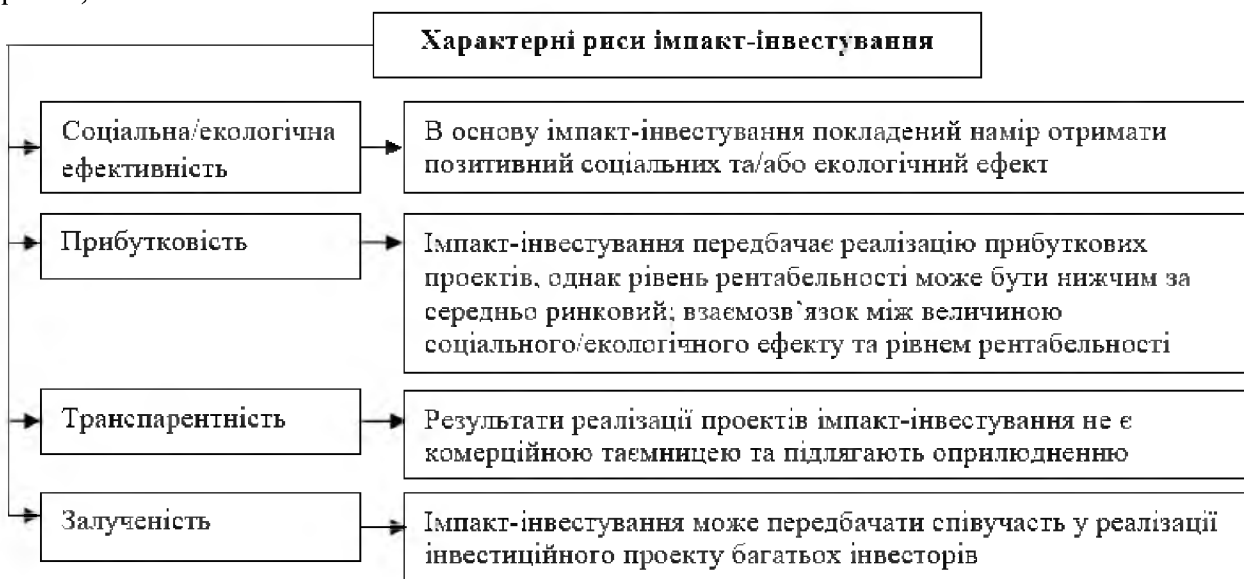 Характерні риси імпакт-інвестування
Соціальна/екологічна
ефективність
В основу імпакт-інвестування покладений намір отримати
позитивний соціальних та/або екологічний ефект
Прибутковість
Імпакт-інвестування передбачає реалізацію прибуткових
проектів, однак рівень рентабельності може бути нижчим за
середньо ринковий; взаємозв`язок між величиною
соціального/екологічного ефекту та рівнем рентабельності
Транспарентність
Результати реалізації проектів імпакт-інвестування не є
комерційною таємницею та підлягають оприлюдненню
Залученість
Імпакт-інвестування може передбачати співучасть у реалізації
інвестиційного проекту багатьох інвесторів